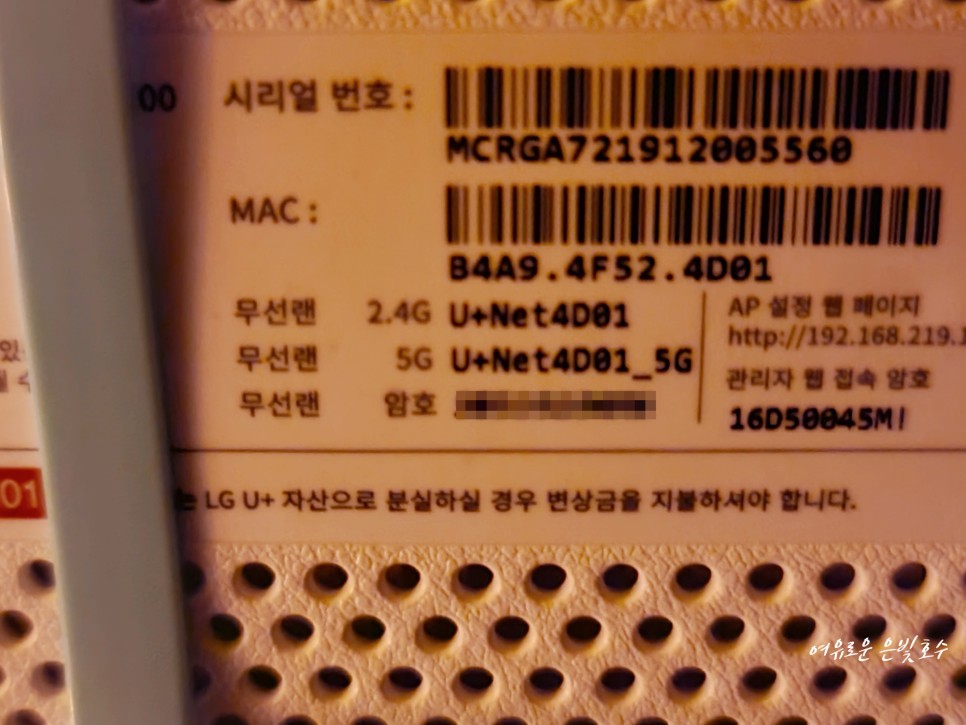 00 시리얼 번호 :
MCRGA721912005560
MAC :
B4A9.4F52.4D01
무선랜 2.4G U+Net4D01
무선랜 5G U+Net4D01_5G
무선랜 암호
AP 설정 웹 페이지
http://192.168.219.1
관리자 웹 접속 암호
16D50045M
01
LG U+ 자산으로 분실하실 경우 변상금을 지불하셔야 합니다.
여유로운 은빛호수